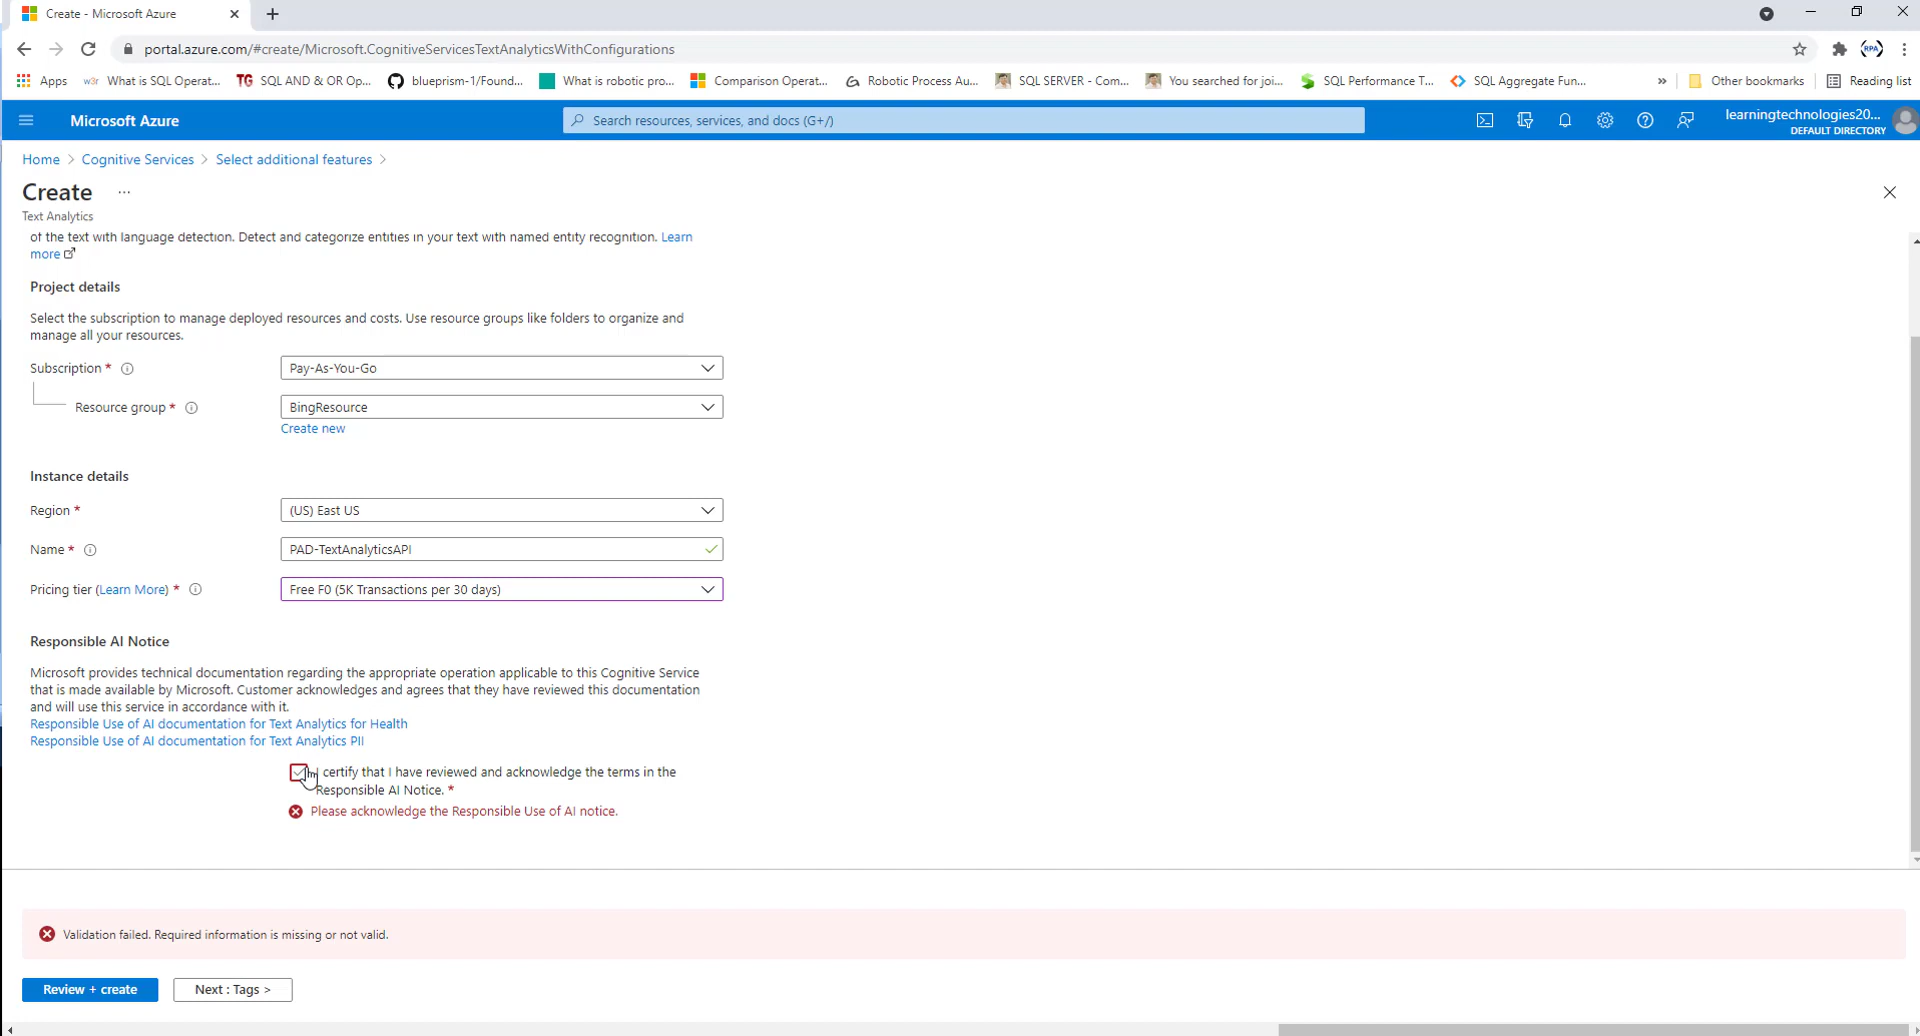 Create - Microsoft Azure
portal.azure.com/#create/Microsoft.CognitiveServicesTextAnalyticsWithConfigurations
RPA
Apps
w3r What is SQL Operat...
TG SQL AND & OR Op...
blueprism-1/Found...
What is robotic pro...
Comparison Operat...
Robotic Process Au...
SQL SERVER - Com...
You searched for joi...
SQL Performance T...
SQL Aggregate Fun...
»
Other bookmarks
Reading list
Microsoft Azure
Search resources, services, and docs (G+/)
learningtechnologies20...
DEFAULT DIRECTORY
Home > Cognitive Services > Select additional features >
Create ...
Text Analytics
of the text with language detection. Detect and categorize entities in your text with named entity recognition. Learn
more
Project details
Select the subscription to manage deployed resources and costs. Use resource groups like folders to organize and
manage all your resources.
Subscription *
Pay-As-You-Go
Resource group *
BingResource
Create new
Instance details
Region *
(US) East US
Name *
PAD-TextAnalyticsAPI
Pricing tier (Learn More) *
Free F0 (5K Transactions per 30 days)
Responsible AI Notice
Microsoft provides technical documentation regarding the appropriate operation applicable to this Cognitive Service
that is made available by Microsoft. Customer acknowledges and agrees that they have reviewed this documentation
and will use this service in accordance with it.
Responsible Use of AI documentation for Text Analytics for Health
Responsible Use of AI documentation for Text Analytics PII
I certify that I have reviewed and acknowledge the terms in the
Responsible AI Notice. *
Please acknowledge the Responsible Use of AI notice.
Validation failed. Required information is missing or not valid.
Review + create
Next : Tags >